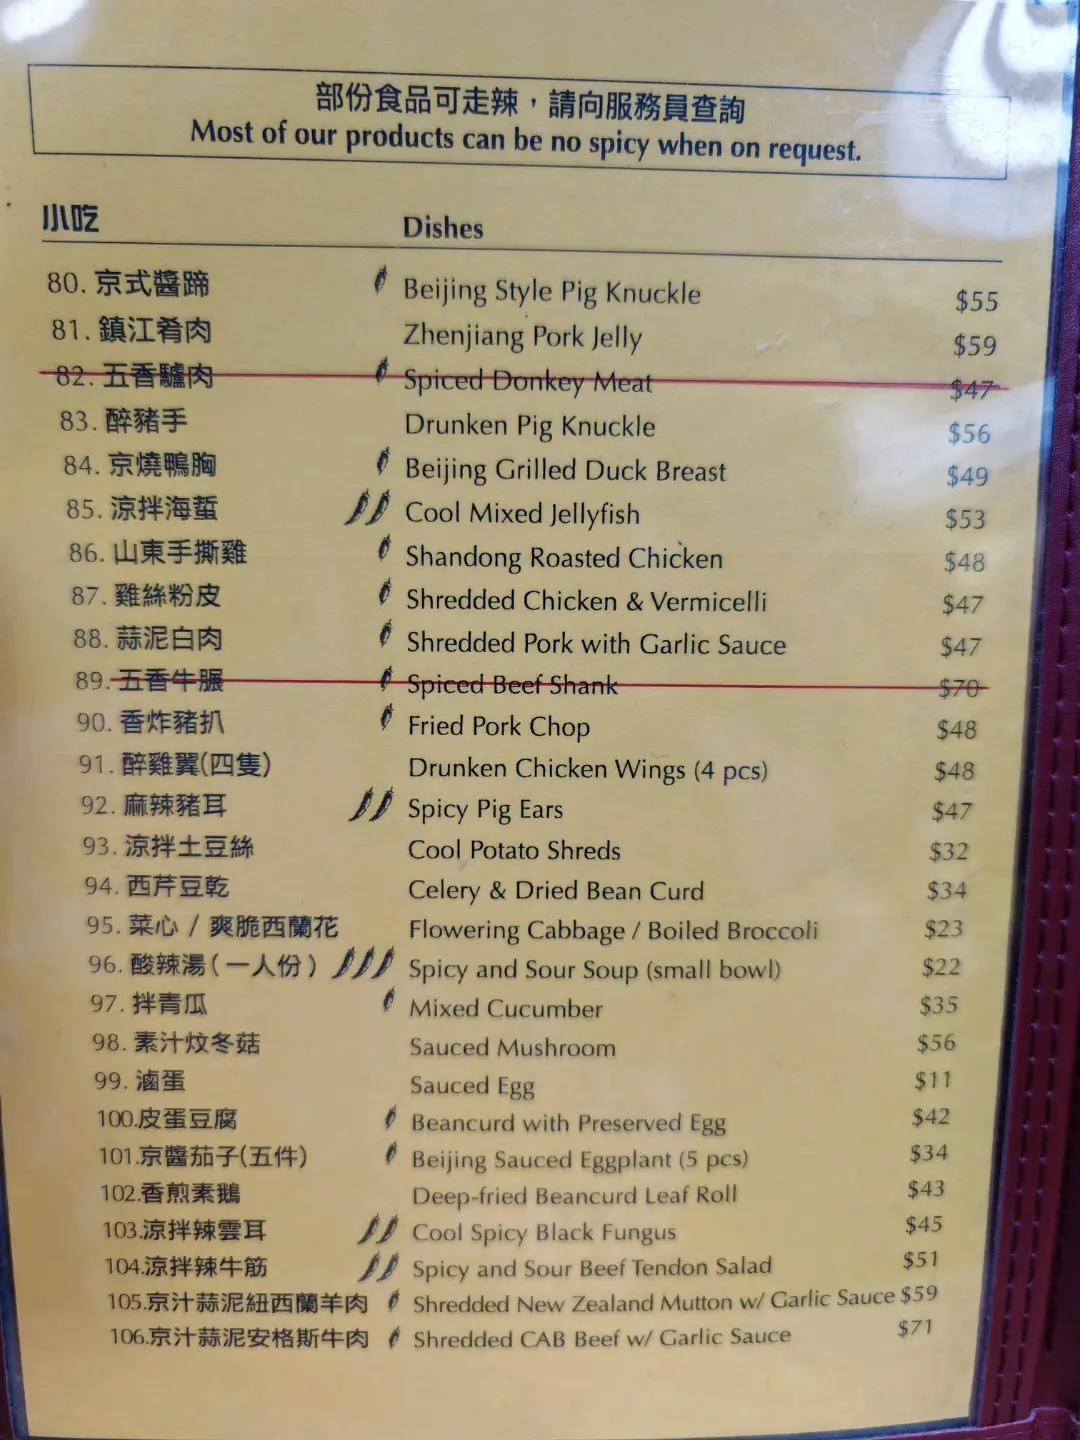 部份食品可走辣，請向服務員查詢
Most of our products can be no spicy when on request.
小吃 Dishes
80. 京式醬蹄 Beijing Style Pig Knuckle $55
81. 鎮江肴肉 Zhenjiang Pork Jelly $59
82. 五香驢肉 Spiced Donkey Meat $47
83. 醉豬手 Drunken Pig Knuckle $56
84. 京燒鴨胸 Beijing Grilled Duck Breast $49
85. 涼拌海蜇 Cool Mixed Jellyfish $53
86. 山東手撕雞 Shandong Roasted Chicken $48
87. 雞絲粉皮 Shredded Chicken & Vermicelli $47
88. 蒜泥白肉 Shredded Pork with Garlic Sauce $47
89. 五香牛𦟌 Spiced Beef Shank $70
90. 香炸豬扒 Fried Pork Chop $48
91. 醉雞翼(四隻) Drunken Chicken Wings (4 pcs) $48
92. 麻辣豬耳 Spicy Pig Ears $47
93. 涼拌土豆絲 Cool Potato Shreds $32
94. 西芹豆乾 Celery & Dried Bean Curd $34
95. 菜心 / 爽脆西蘭花 Flowering Cabbage / Boiled Broccoli $23
96. 酸辣湯(一人份) Spicy and Sour Soup (small bowl) $22
97. 拌青瓜 Mixed Cucumber $35
98. 素汁炆冬菇 Sauced Mushroom $56
99. 滷蛋 Sauced Egg $11
100.皮蛋豆腐 Beancurd with Preserved Egg $42
101.京醬茄子(五件) Beijing Sauced Eggplant (5 pcs) $34
102.香煎素鵝 Deep-fried Beancurd Leaf Roll $43
103.涼拌辣雲耳 Cool Spicy Black Fungus $45
104.涼拌辣牛筋 Spicy and Sour Beef Tendon Salad $51
105.京汁蒜泥紐西蘭羊肉 Shredded New Zealand Mutton w/ Garlic Sauce $59
106.京汁蒜泥安格斯牛肉 Shredded CAB Beef w/ Garlic Sauce $71